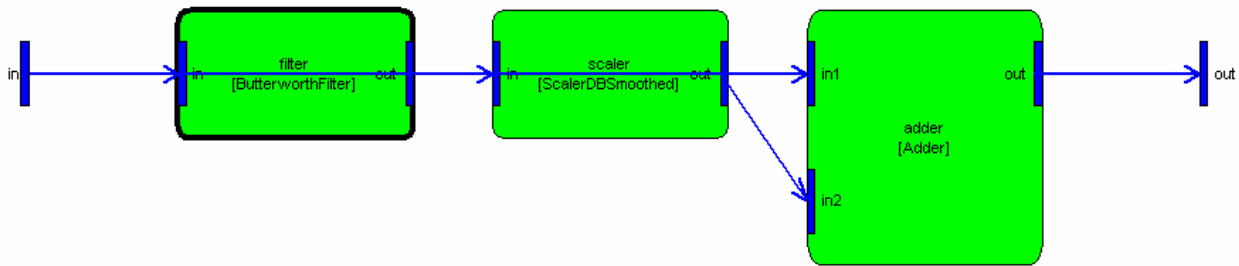 in
filter
in
out
[ButterworthFilter]
scaler
in
out
[ScalerDBSmoothed]
in1
out
out
adder
[Adder]
in2